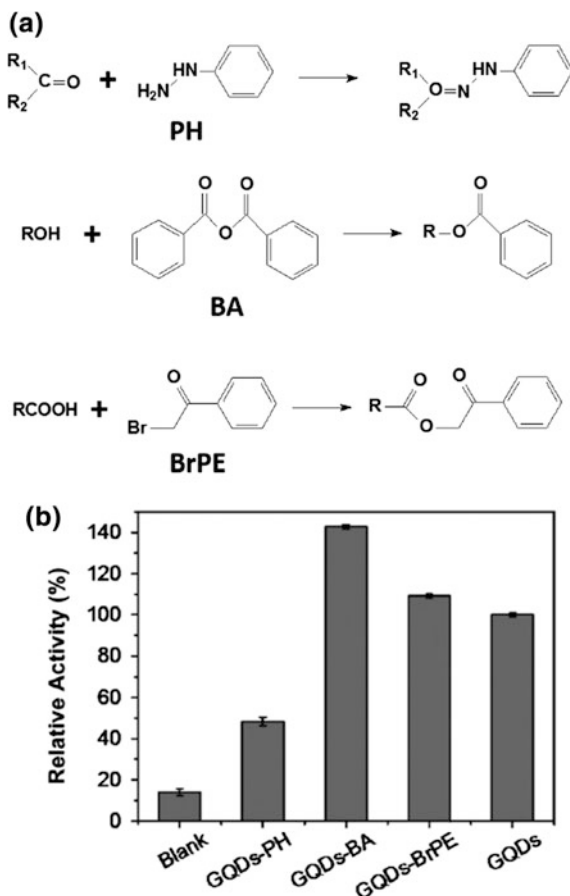 (a)
R1
R2
C=O
+
H2N
HN
PH
R1
R2
O=N
HN
ROH
+
O
O
O
BA
R
O
O
RCOOH
+
O
Br
BrPE
R
O
O
O
(b)
Relative Activity (%)
140
120
100
80
60
40
20
0
Blank
GQDs-PH
GQDs-BA
GQDs-BrPE
GQDs